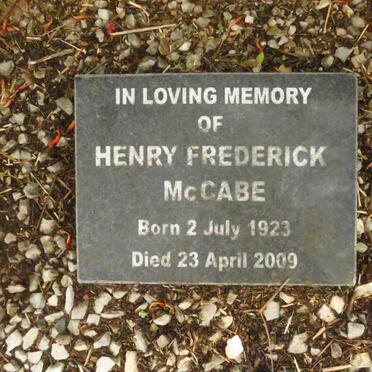 IN LOVING MEMORY
OF
HENRY FREDERICK
McCABE
Born 2 July 1923
Died 23 April 2009